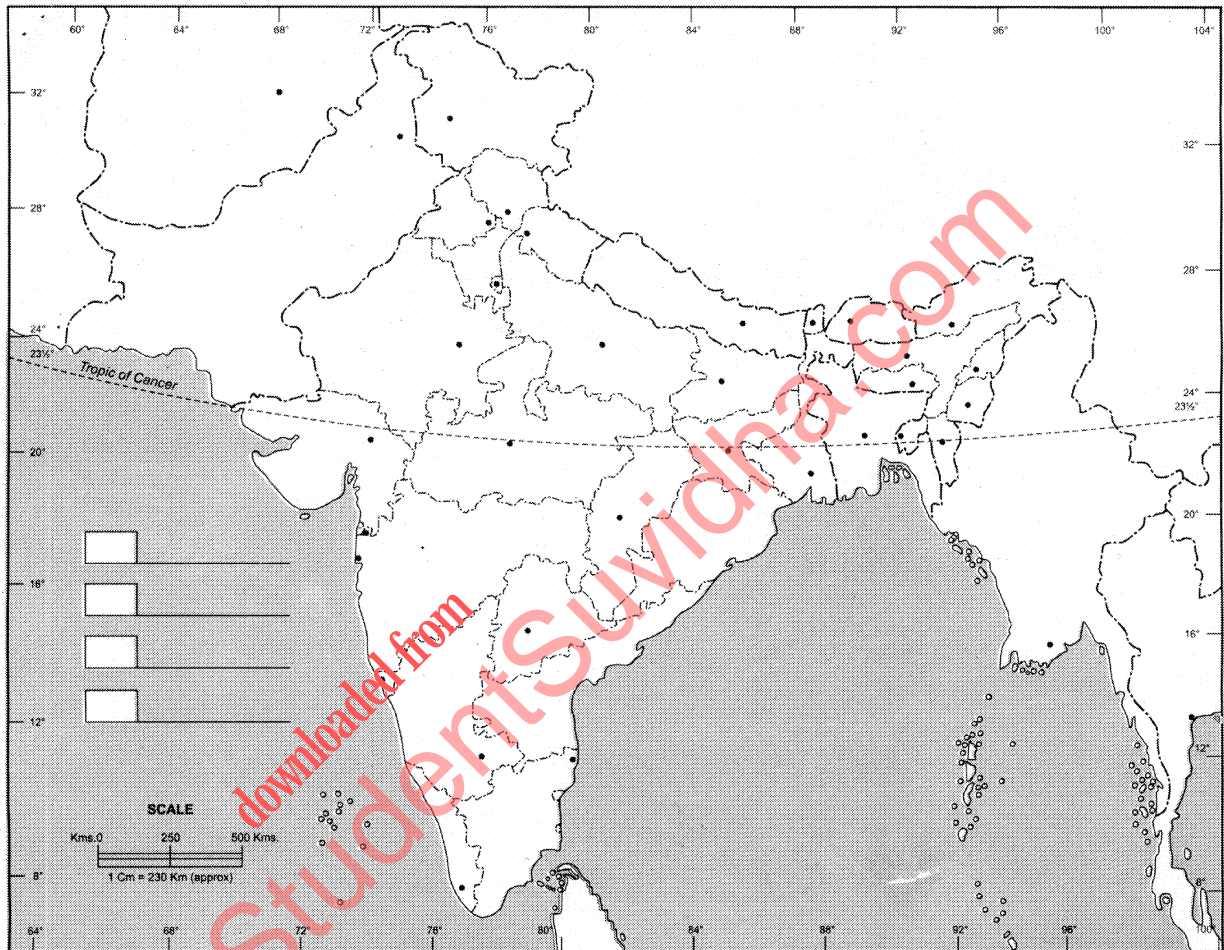 60° 64° 68° 72° 76° 80° 84° 88° 92° 96° 100° 104°
32°
32°
28°
28°
24°
23½°
Tropic of Cancer
24°
23½°
20°
20°
16°
16°
12°
12°
SCALE
Kms.0 250 500 Kms.
1 Cm = 230 Km (approx)
8°
8°
64° 68° 72° 76° 80° 84° 88° 92° 96° 100°
downloaded from
StudentSuvidha.com